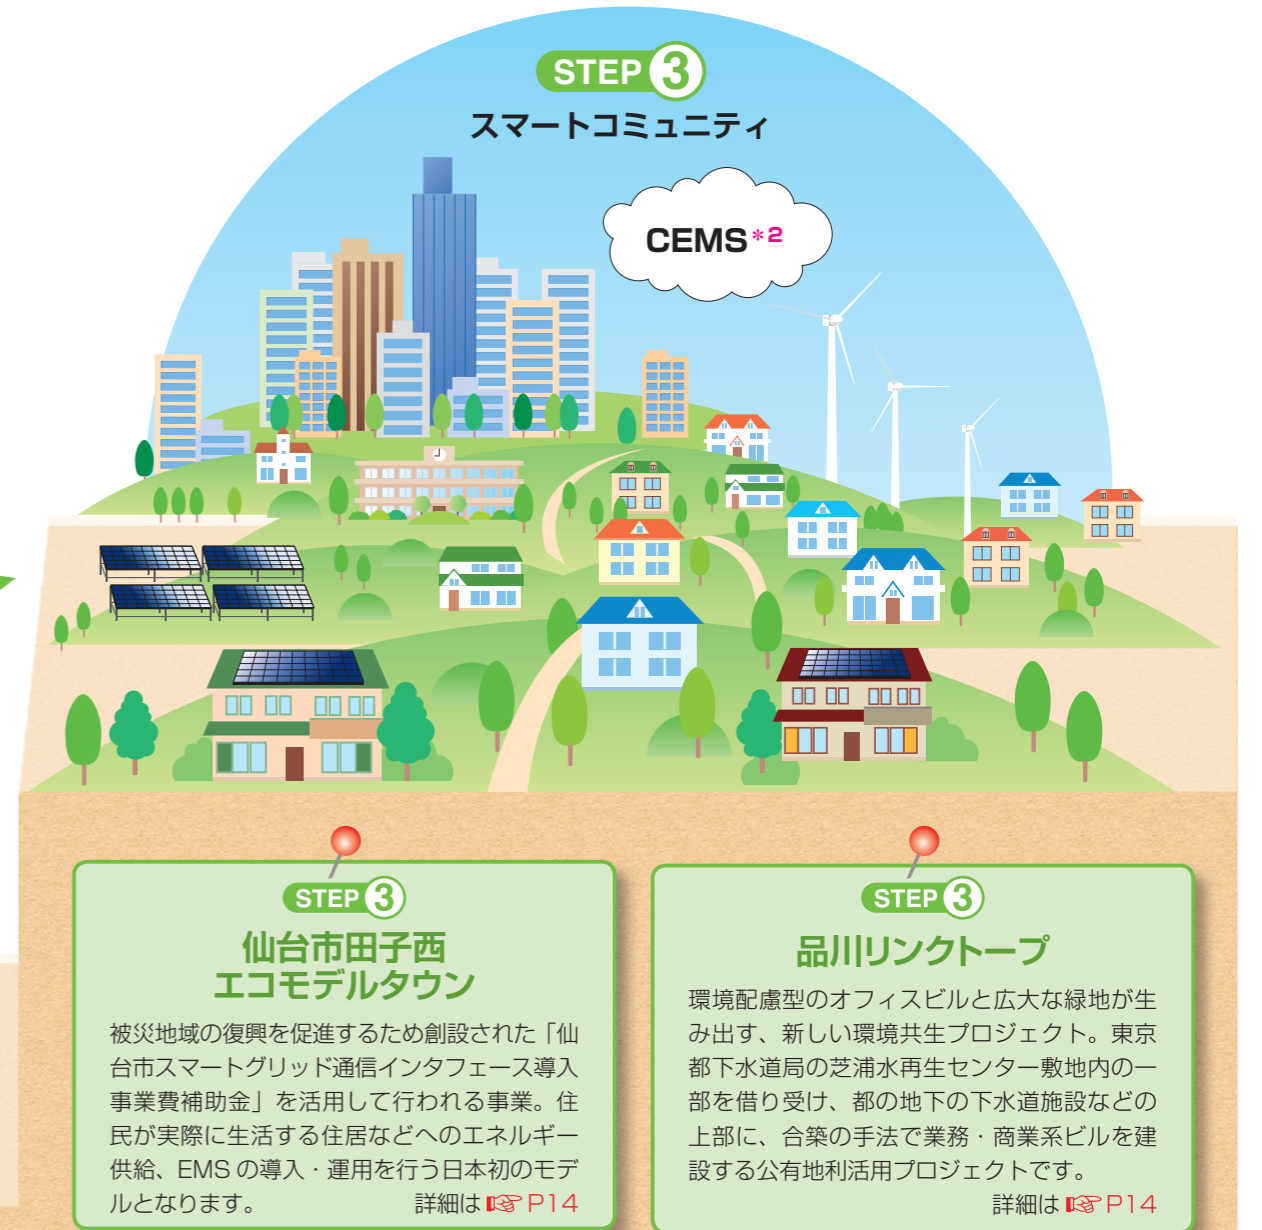 STEP 3
スマートコミュニティ
CEMS*2
STEP 3
仙台市田子西
エコモデルタウン
被災地域の復興を促進するため創設された「仙
台市スマートグリッド通信インタフェース導入
事業費補助金」を活用して行われる事業。住
民が実際に生活する住居などへのエネルギー
供給、EMSの導入・運用を行う日本初のモデ
ルとなります。 詳細は☞P14
STEP 3
品川リンクトープ
環境配慮型のオフィスビルと広大な緑地が生
み出す、新しい環境共生プロジェクト。東京
都下水道局の芝浦水再生センター敷地内の一
部を借り受け、都の地下の下水道施設などの
上部に、合築の手法で業務・商業系ビルを建
設する公有地利活用プロジェクトです。
詳細は☞P14